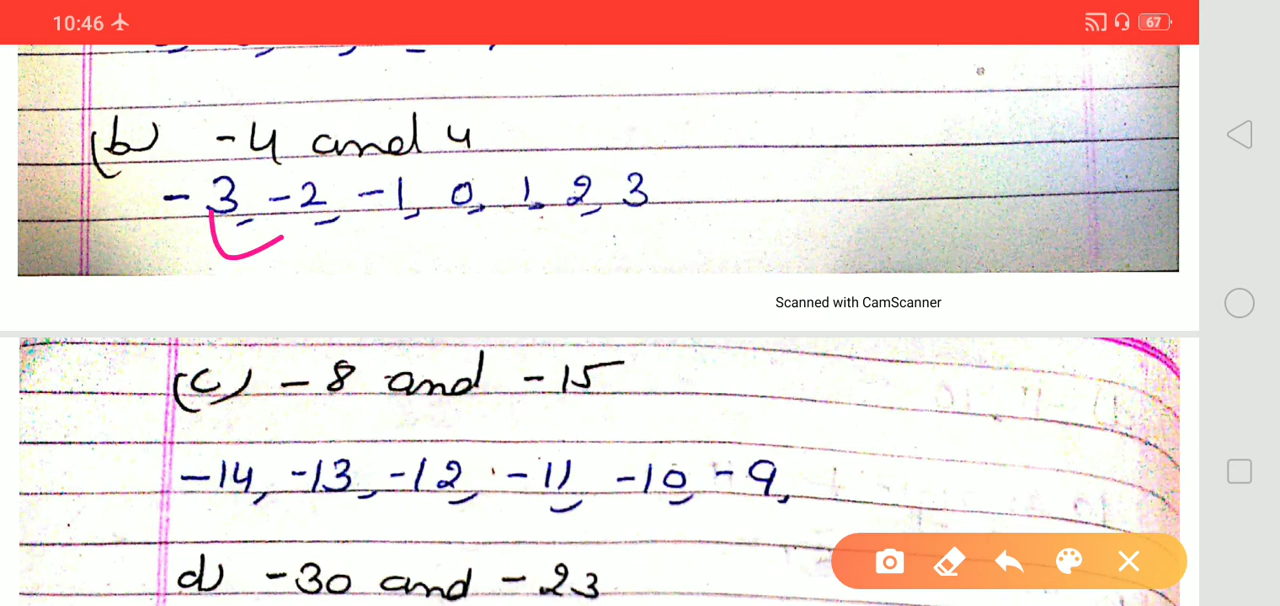 10:46
67
(b) -4 and 4
-3, -2, -1, 0, 1, 2, 3
Scanned with CamScanner
(c) -8 and -15
-14, -13, -12, -11, -10, -9,
d) -30 and -23